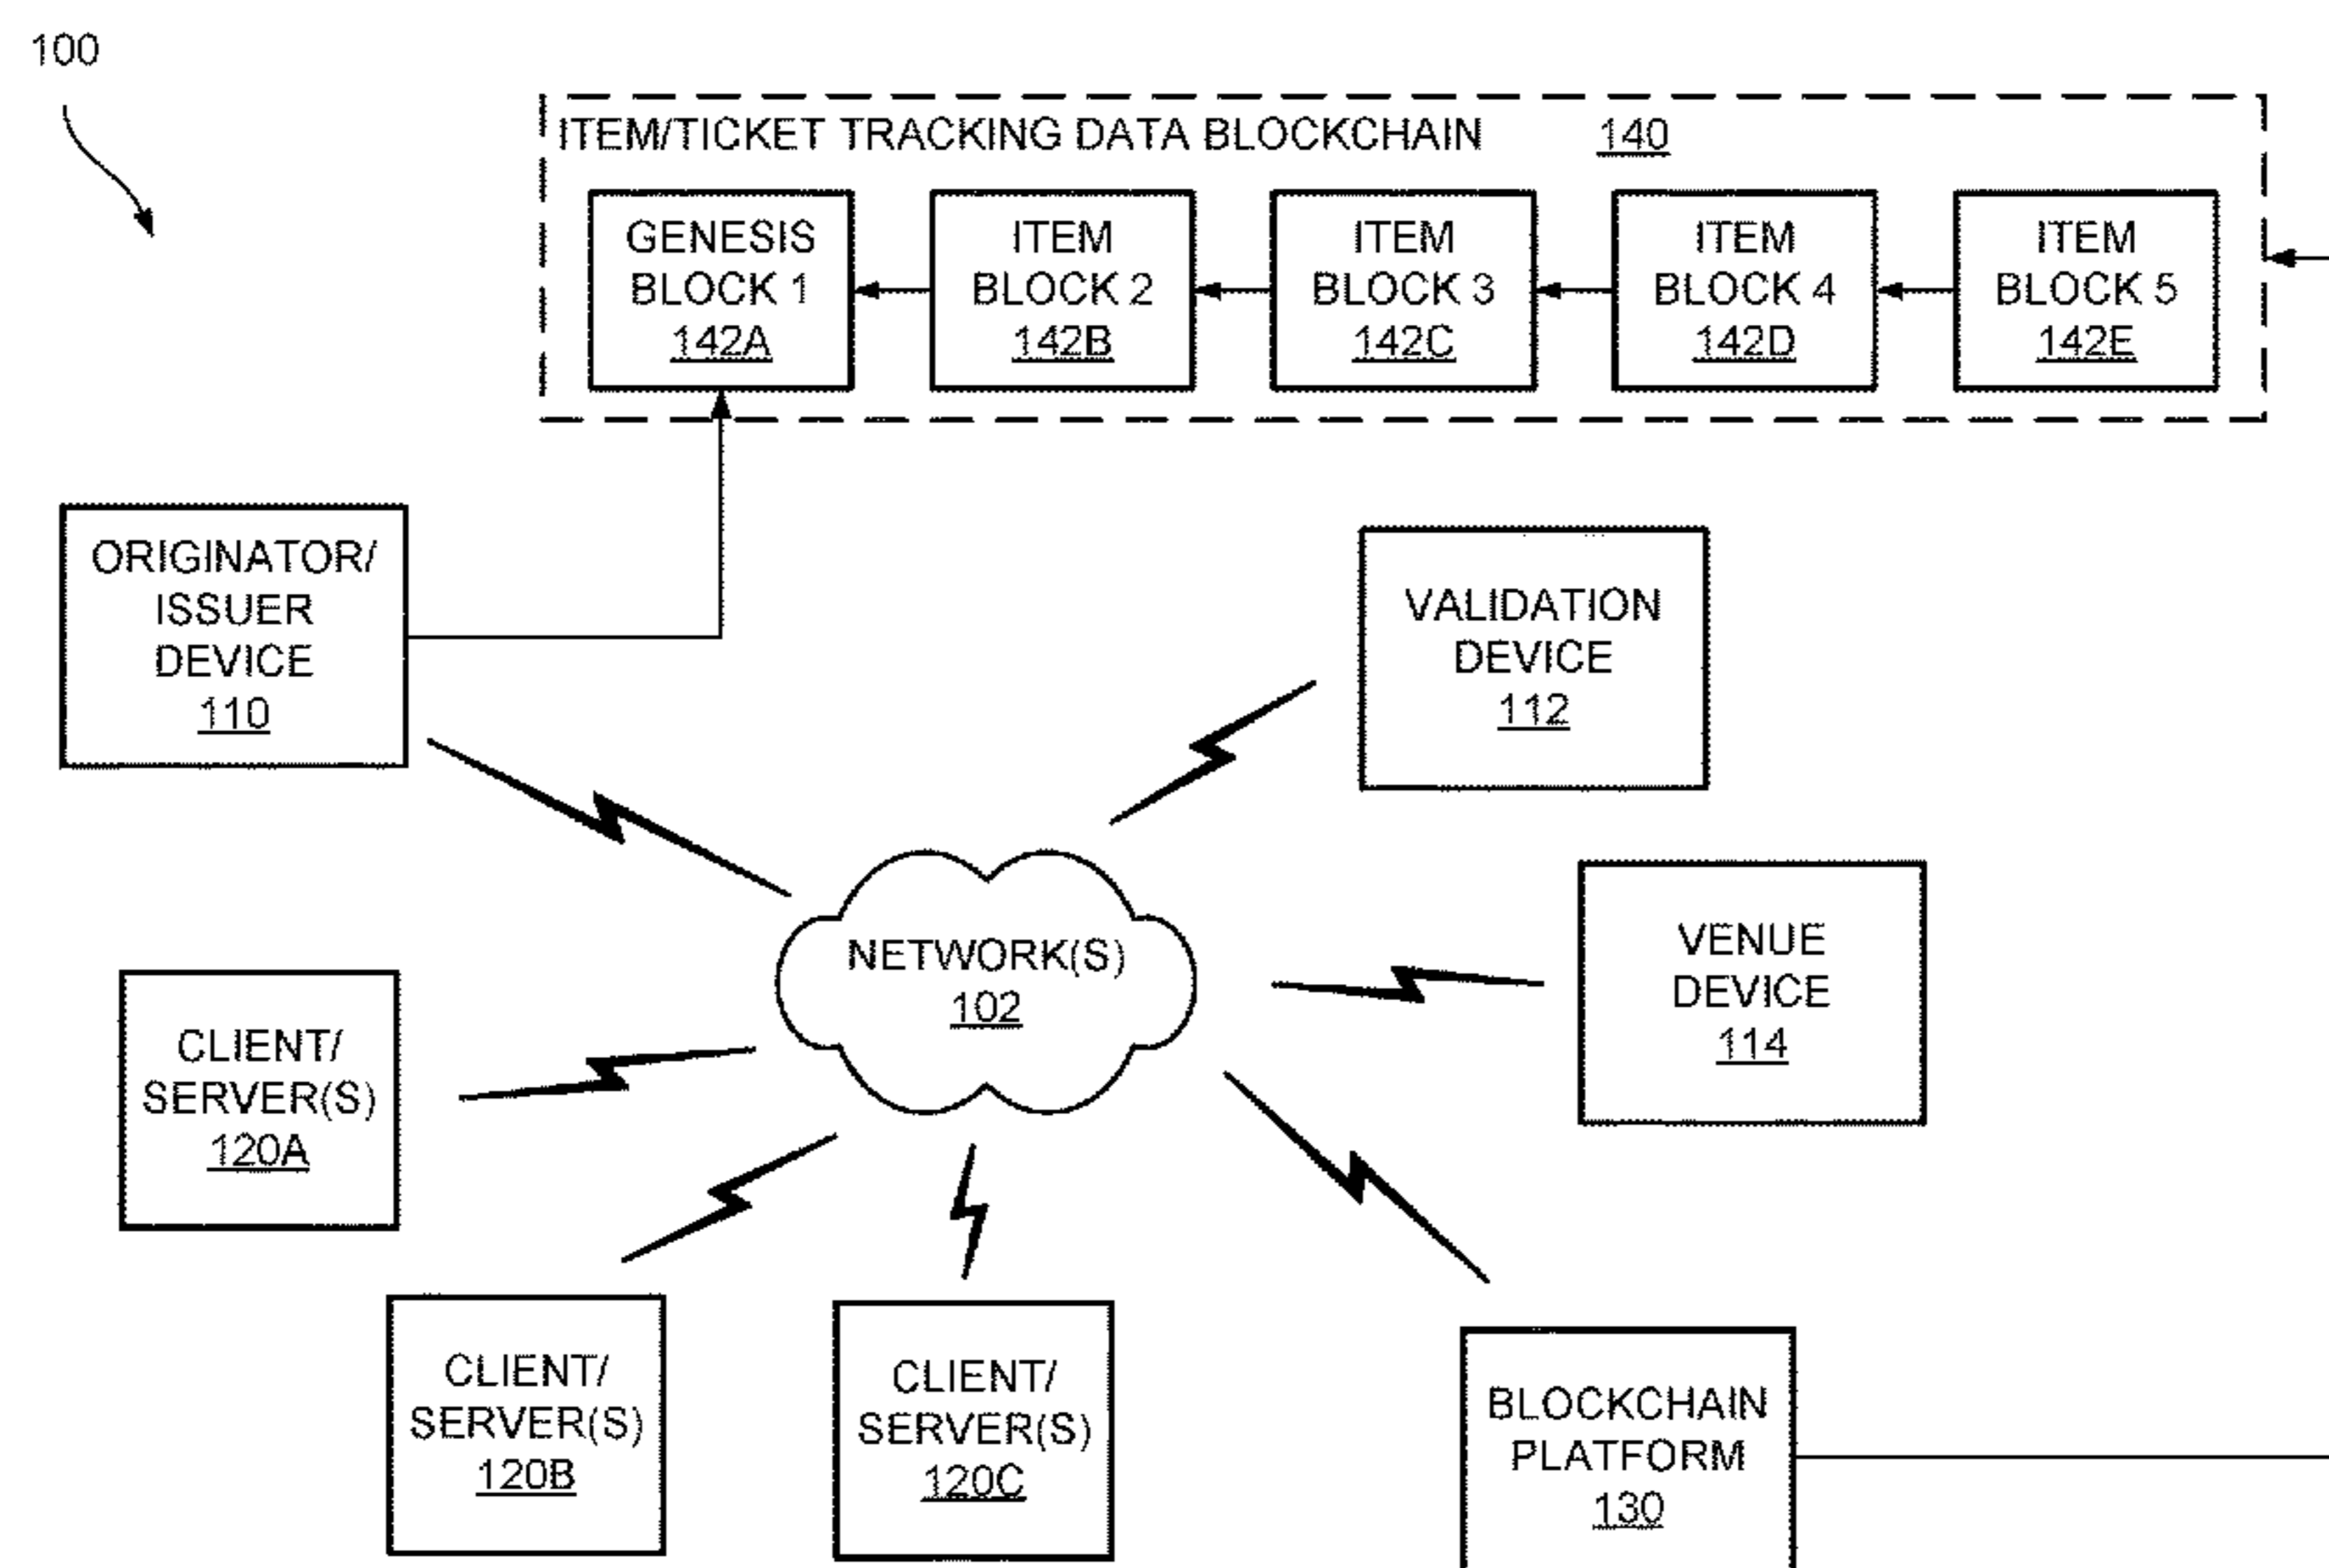 100
ITEM/TICKET TRACKING DATA BLOCKCHAIN 140
GENESIS
BLOCK 1
142A
ITEM
BLOCK 2
142B
ITEM
BLOCK 3
142C
ITEM
BLOCK 4
142D
ITEM
BLOCK 5
142E
ORIGINATOR/
ISSUER
DEVICE
110
VALIDATION
DEVICE
112
NETWORK(S)
102
VENUE
DEVICE
114
CLIENT/
SERVER(S)
120A
CLIENT/
SERVER(S)
120B
CLIENT/
SERVER(S)
120C
BLOCKCHAIN
PLATFORM
130